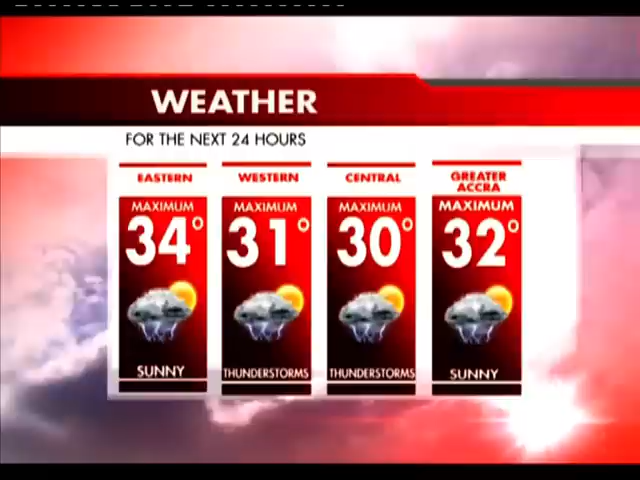 WEATHER
FOR THE NEXT 24 HOURS
EASTERN
MAXIMUM
34°
SUNNY
WESTERN
MAXIMUM
31°
THUNDERSTORMS
CENTRAL
MAXIMUM
30°
THUNDERSTORMS
GREATER
ACCRA
MAXIMUM
32°
SUNNY